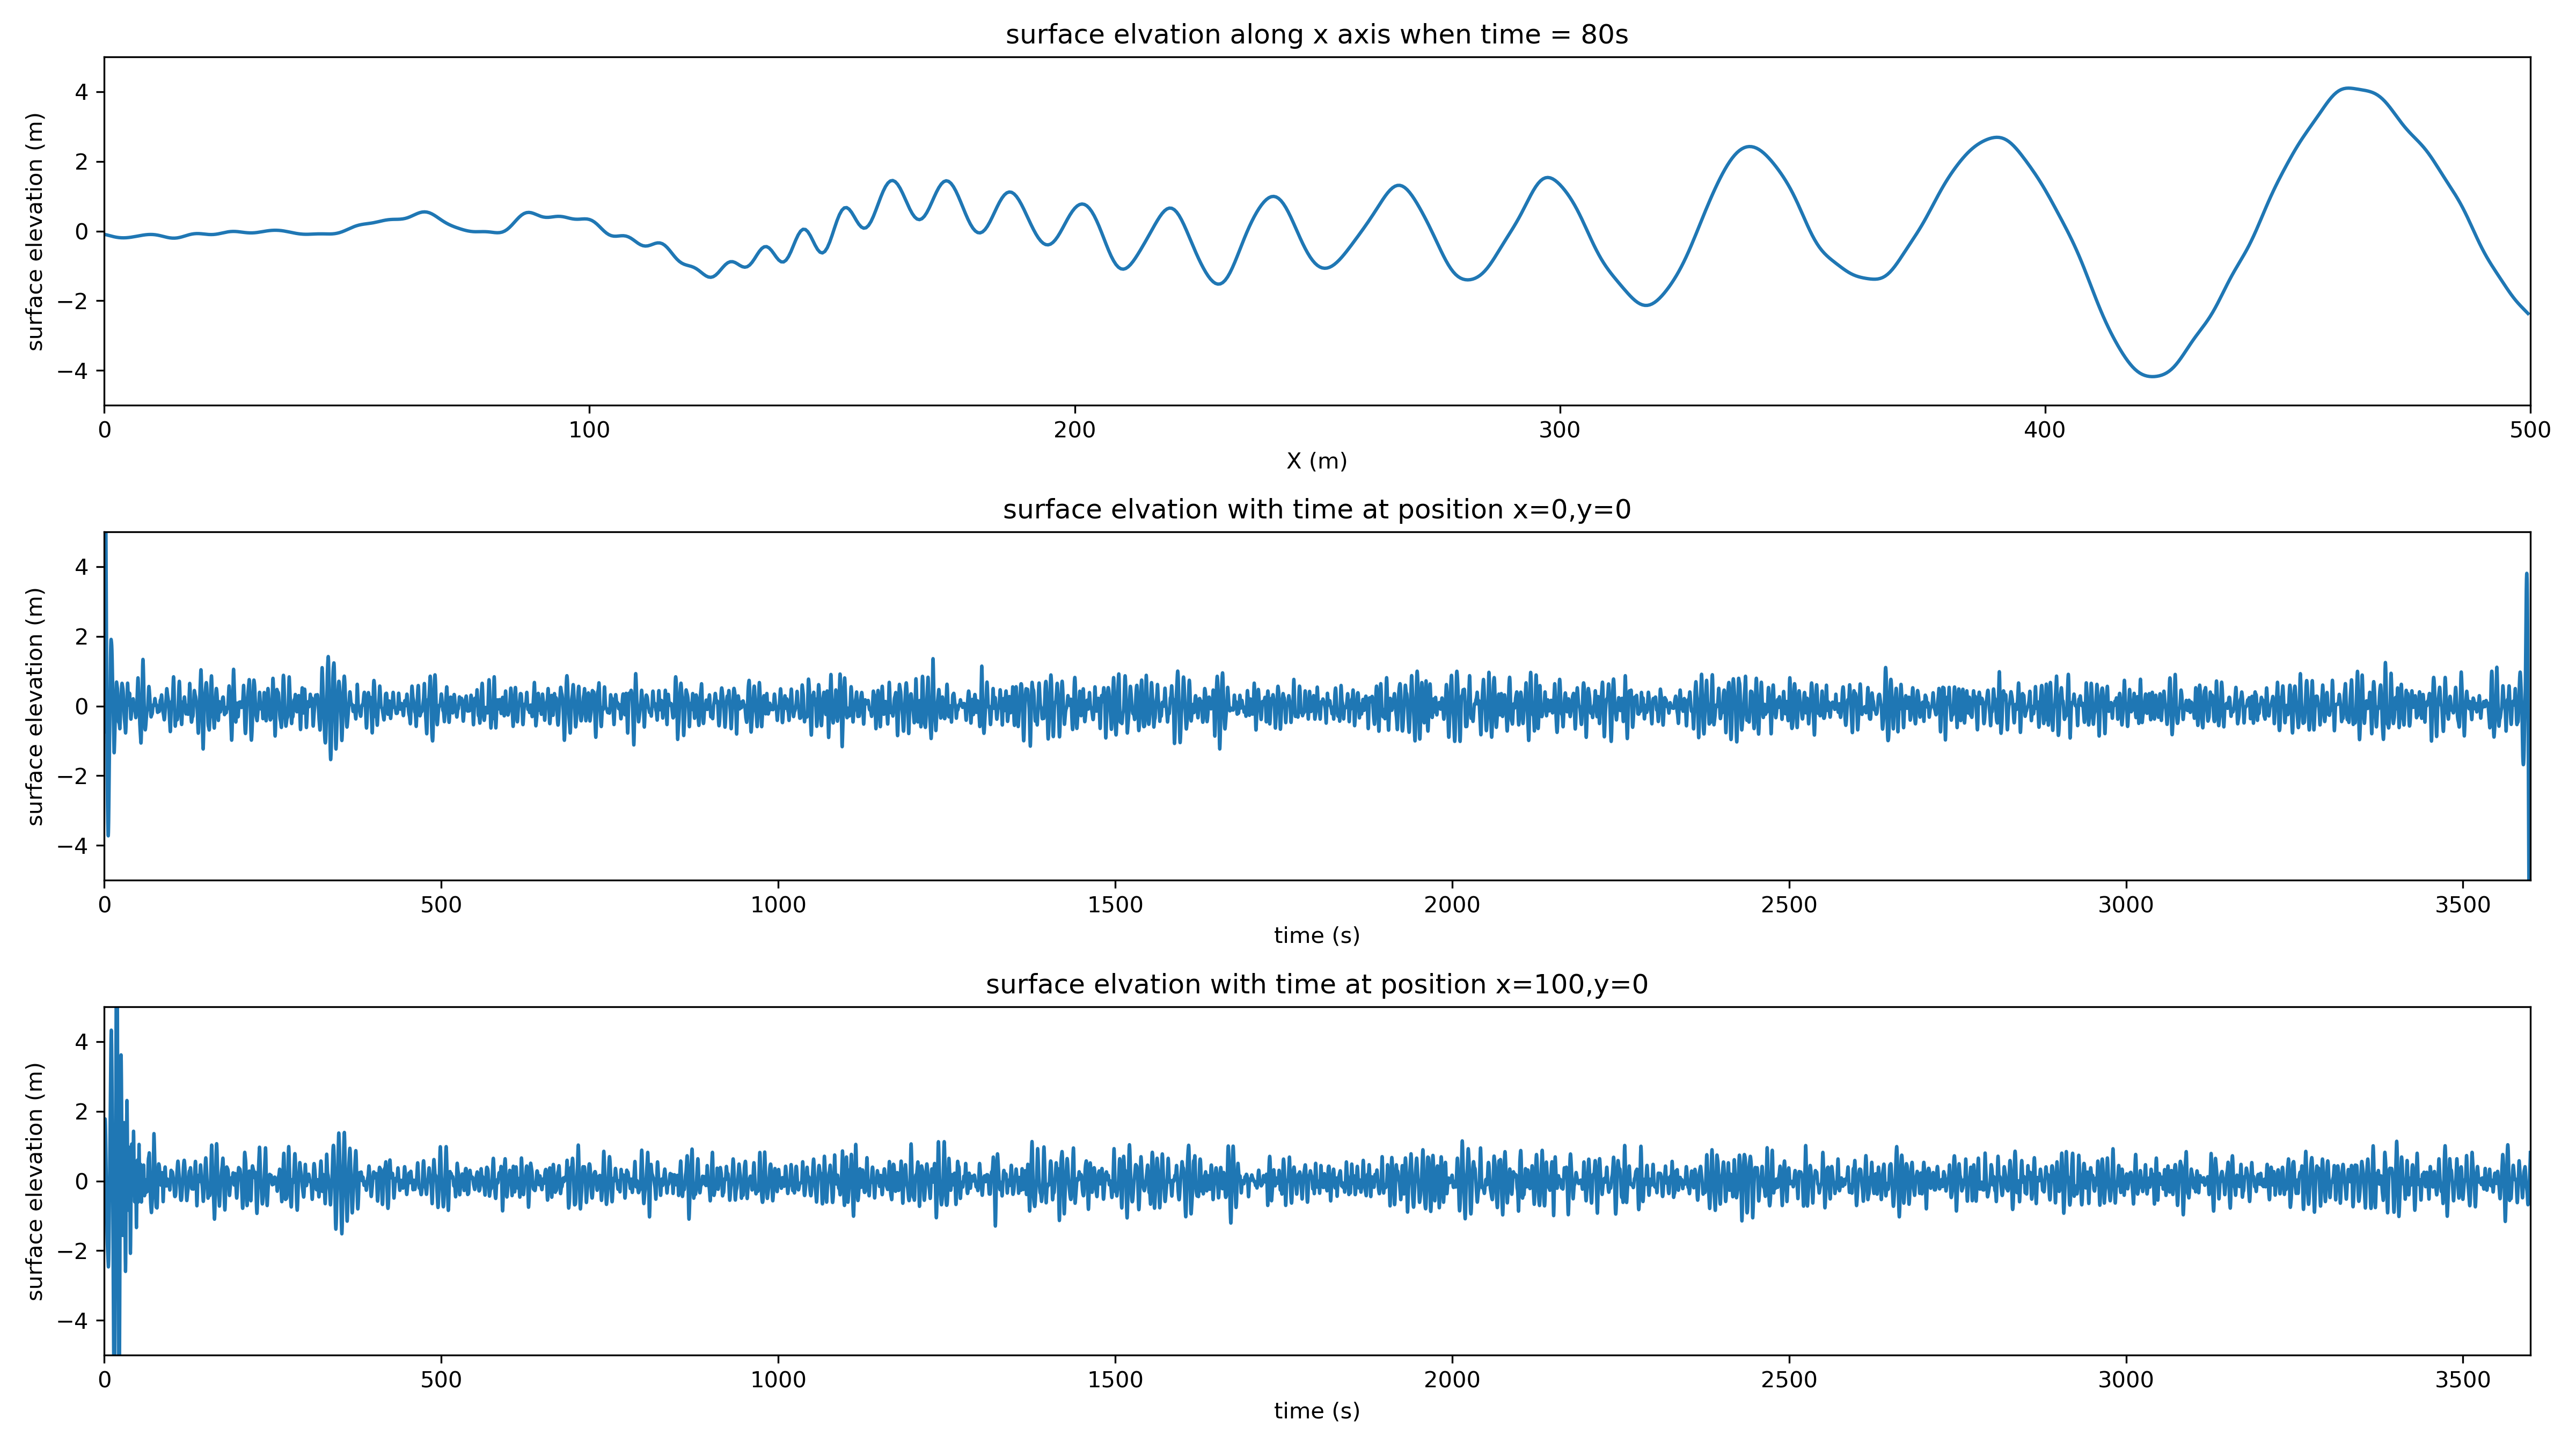 surface elvation along x axis when time = 80s
surface elevation (m)
4
2
0
−2
−4
0 100 200 300 400 500
X (m)
surface elvation with time at position x=0,y=0
surface elevation (m)
4
2
0
−2
−4
0 500 1000 1500 2000 2500 3000 3500
time (s)
surface elvation with time at position x=100,y=0
surface elevation (m)
4
2
0
−2
−4
0 500 1000 1500 2000 2500 3000 3500
time (s)